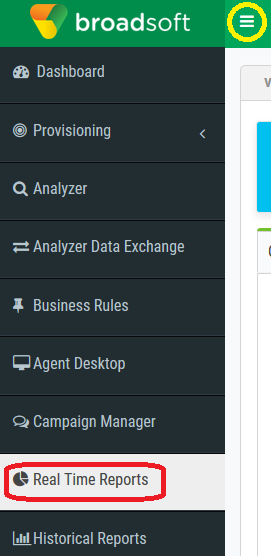 broadsoft
Dashboard
Provisioning
Analyzer
Analyzer Data Exchange
Business Rules
Agent Desktop
Campaign Manager
Real Time Reports
Historical Reports